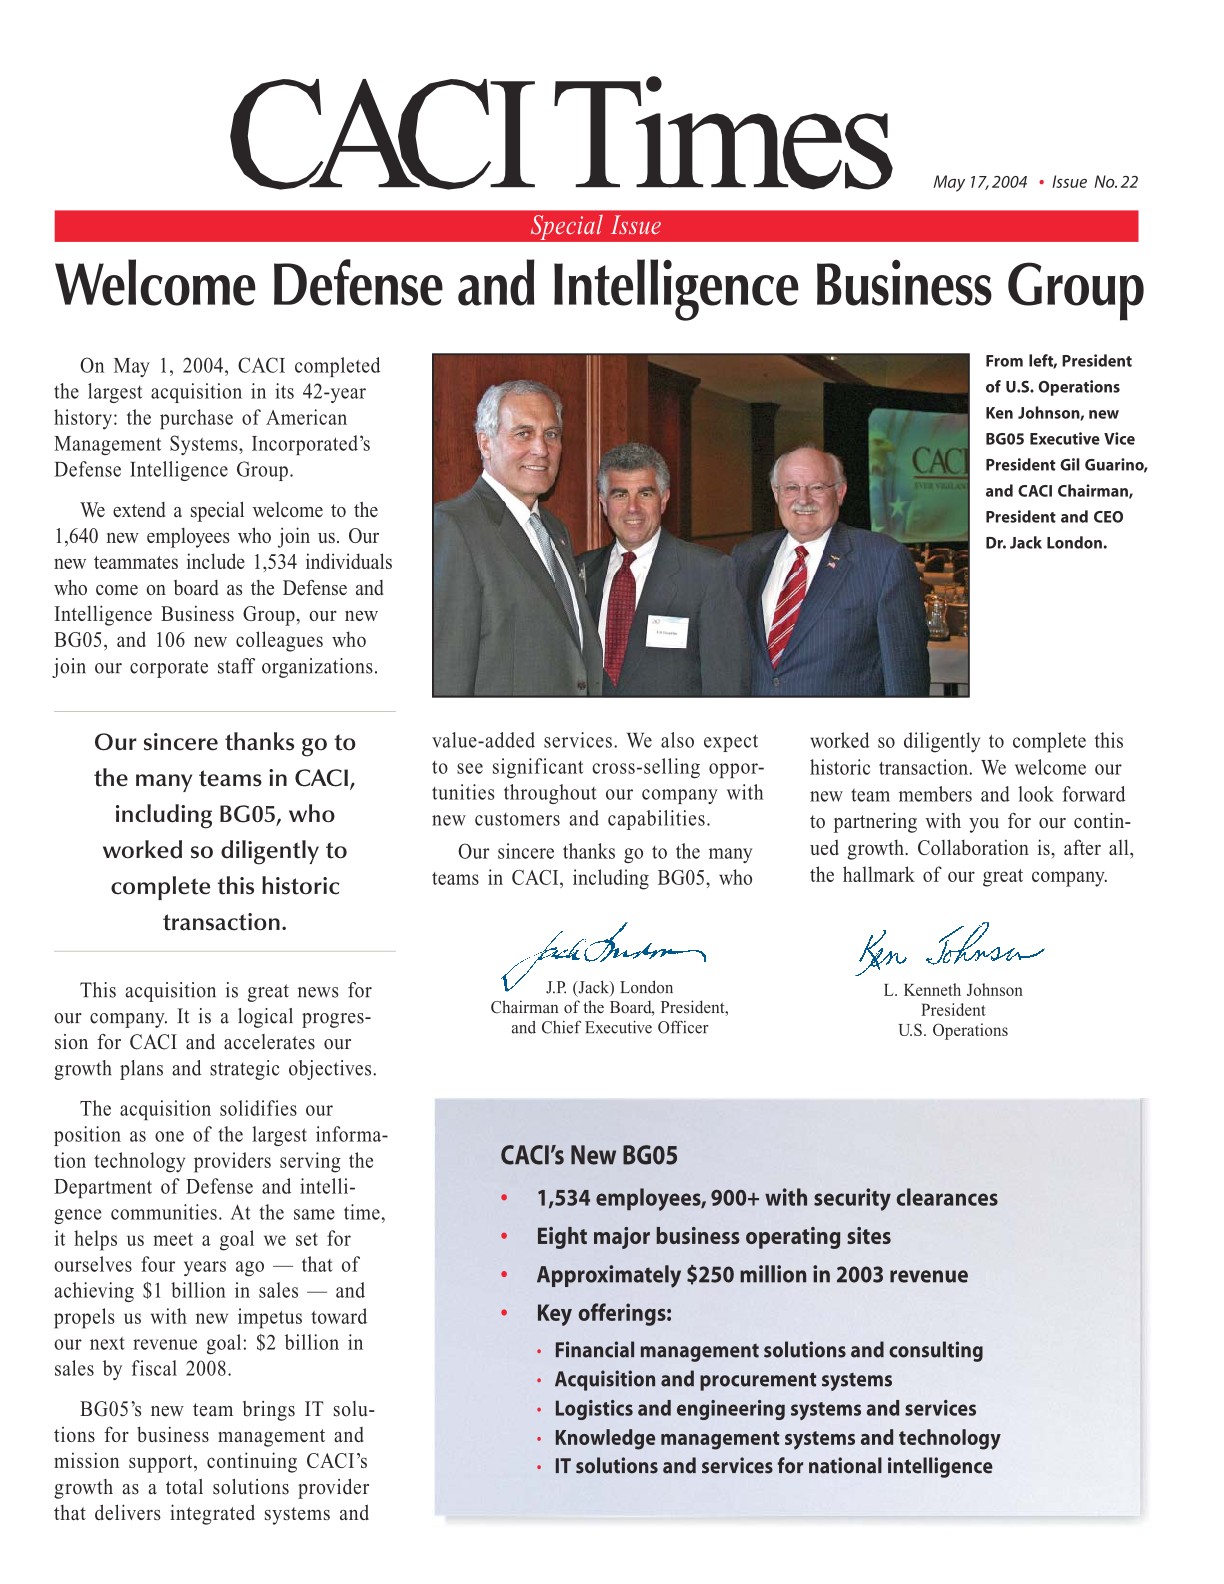 CACI Times
May 17, 2004 • Issue No. 22
Special Issue
Welcome Defense and Intelligence Business Group
On May 1, 2004, CACI completed
the largest acquisition in its 42-year
history: the purchase of American
Management Systems, Incorporated's
Defense Intelligence Group.
We extend a special welcome to the
1,640 new employees who join us. Our
new teammates include 1,534 individuals
who come on board as the Defense and
Intelligence Business Group, our new
BG05, and 106 new colleagues who
join our corporate staff organizations.
Our sincere thanks go to
the many teams in CACI,
including BG05, who
worked so diligently to
complete this historic
transaction.
This acquisition is great news for
our company. It is a logical progres-
sion for CACI and accelerates our
growth plans and strategic objectives.
The acquisition solidifies our
position as one of the largest informa-
tion technology providers serving the
Department of Defense and intelli-
gence communities. At the same time,
it helps us meet a goal we set for
ourselves four years ago — that of
achieving $1 billion in sales — and
propels us with new impetus toward
our next revenue goal: $2 billion in
sales by fiscal 2008.
BG05's new team brings IT solu-
tions for business management and
mission support, continuing CACI's
growth as a total solutions provider
that delivers integrated systems and
CACI
EVER VIGILANT
From left, President
of U.S. Operations
Ken Johnson, new
BG05 Executive Vice
President Gil Guarino,
and CACI Chairman,
President and CEO
Dr. Jack London.
value-added services. We also expect
to see significant cross-selling oppor-
tunities throughout our company with
new customers and capabilities.
Our sincere thanks go to the many
teams in CACI, including BG05, who
worked so diligently to complete this
historic transaction. We welcome our
new team members and look forward
to partnering with you for our contin-
ued growth. Collaboration is, after all,
the hallmark of our great company.
Jack London
J.P. (Jack) London
Chairman of the Board, President,
and Chief Executive Officer
Ken Johnson
L. Kenneth Johnson
President
U.S. Operations
CACI's New BG05
• 1,534 employees, 900+ with security clearances
• Eight major business operating sites
• Approximately $250 million in 2003 revenue
• Key offerings:
• Financial management solutions and consulting
• Acquisition and procurement systems
• Logistics and engineering systems and services
• Knowledge management systems and technology
• IT solutions and services for national intelligence